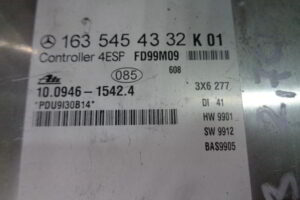 163 545 43 32 K 01
Controller 4ESP FD99M09
608
Ate 085
10.0946-1542.4 3X6 277
*PDU9I30B14* DI 41
HW 9901
SW 9912
BAS9905